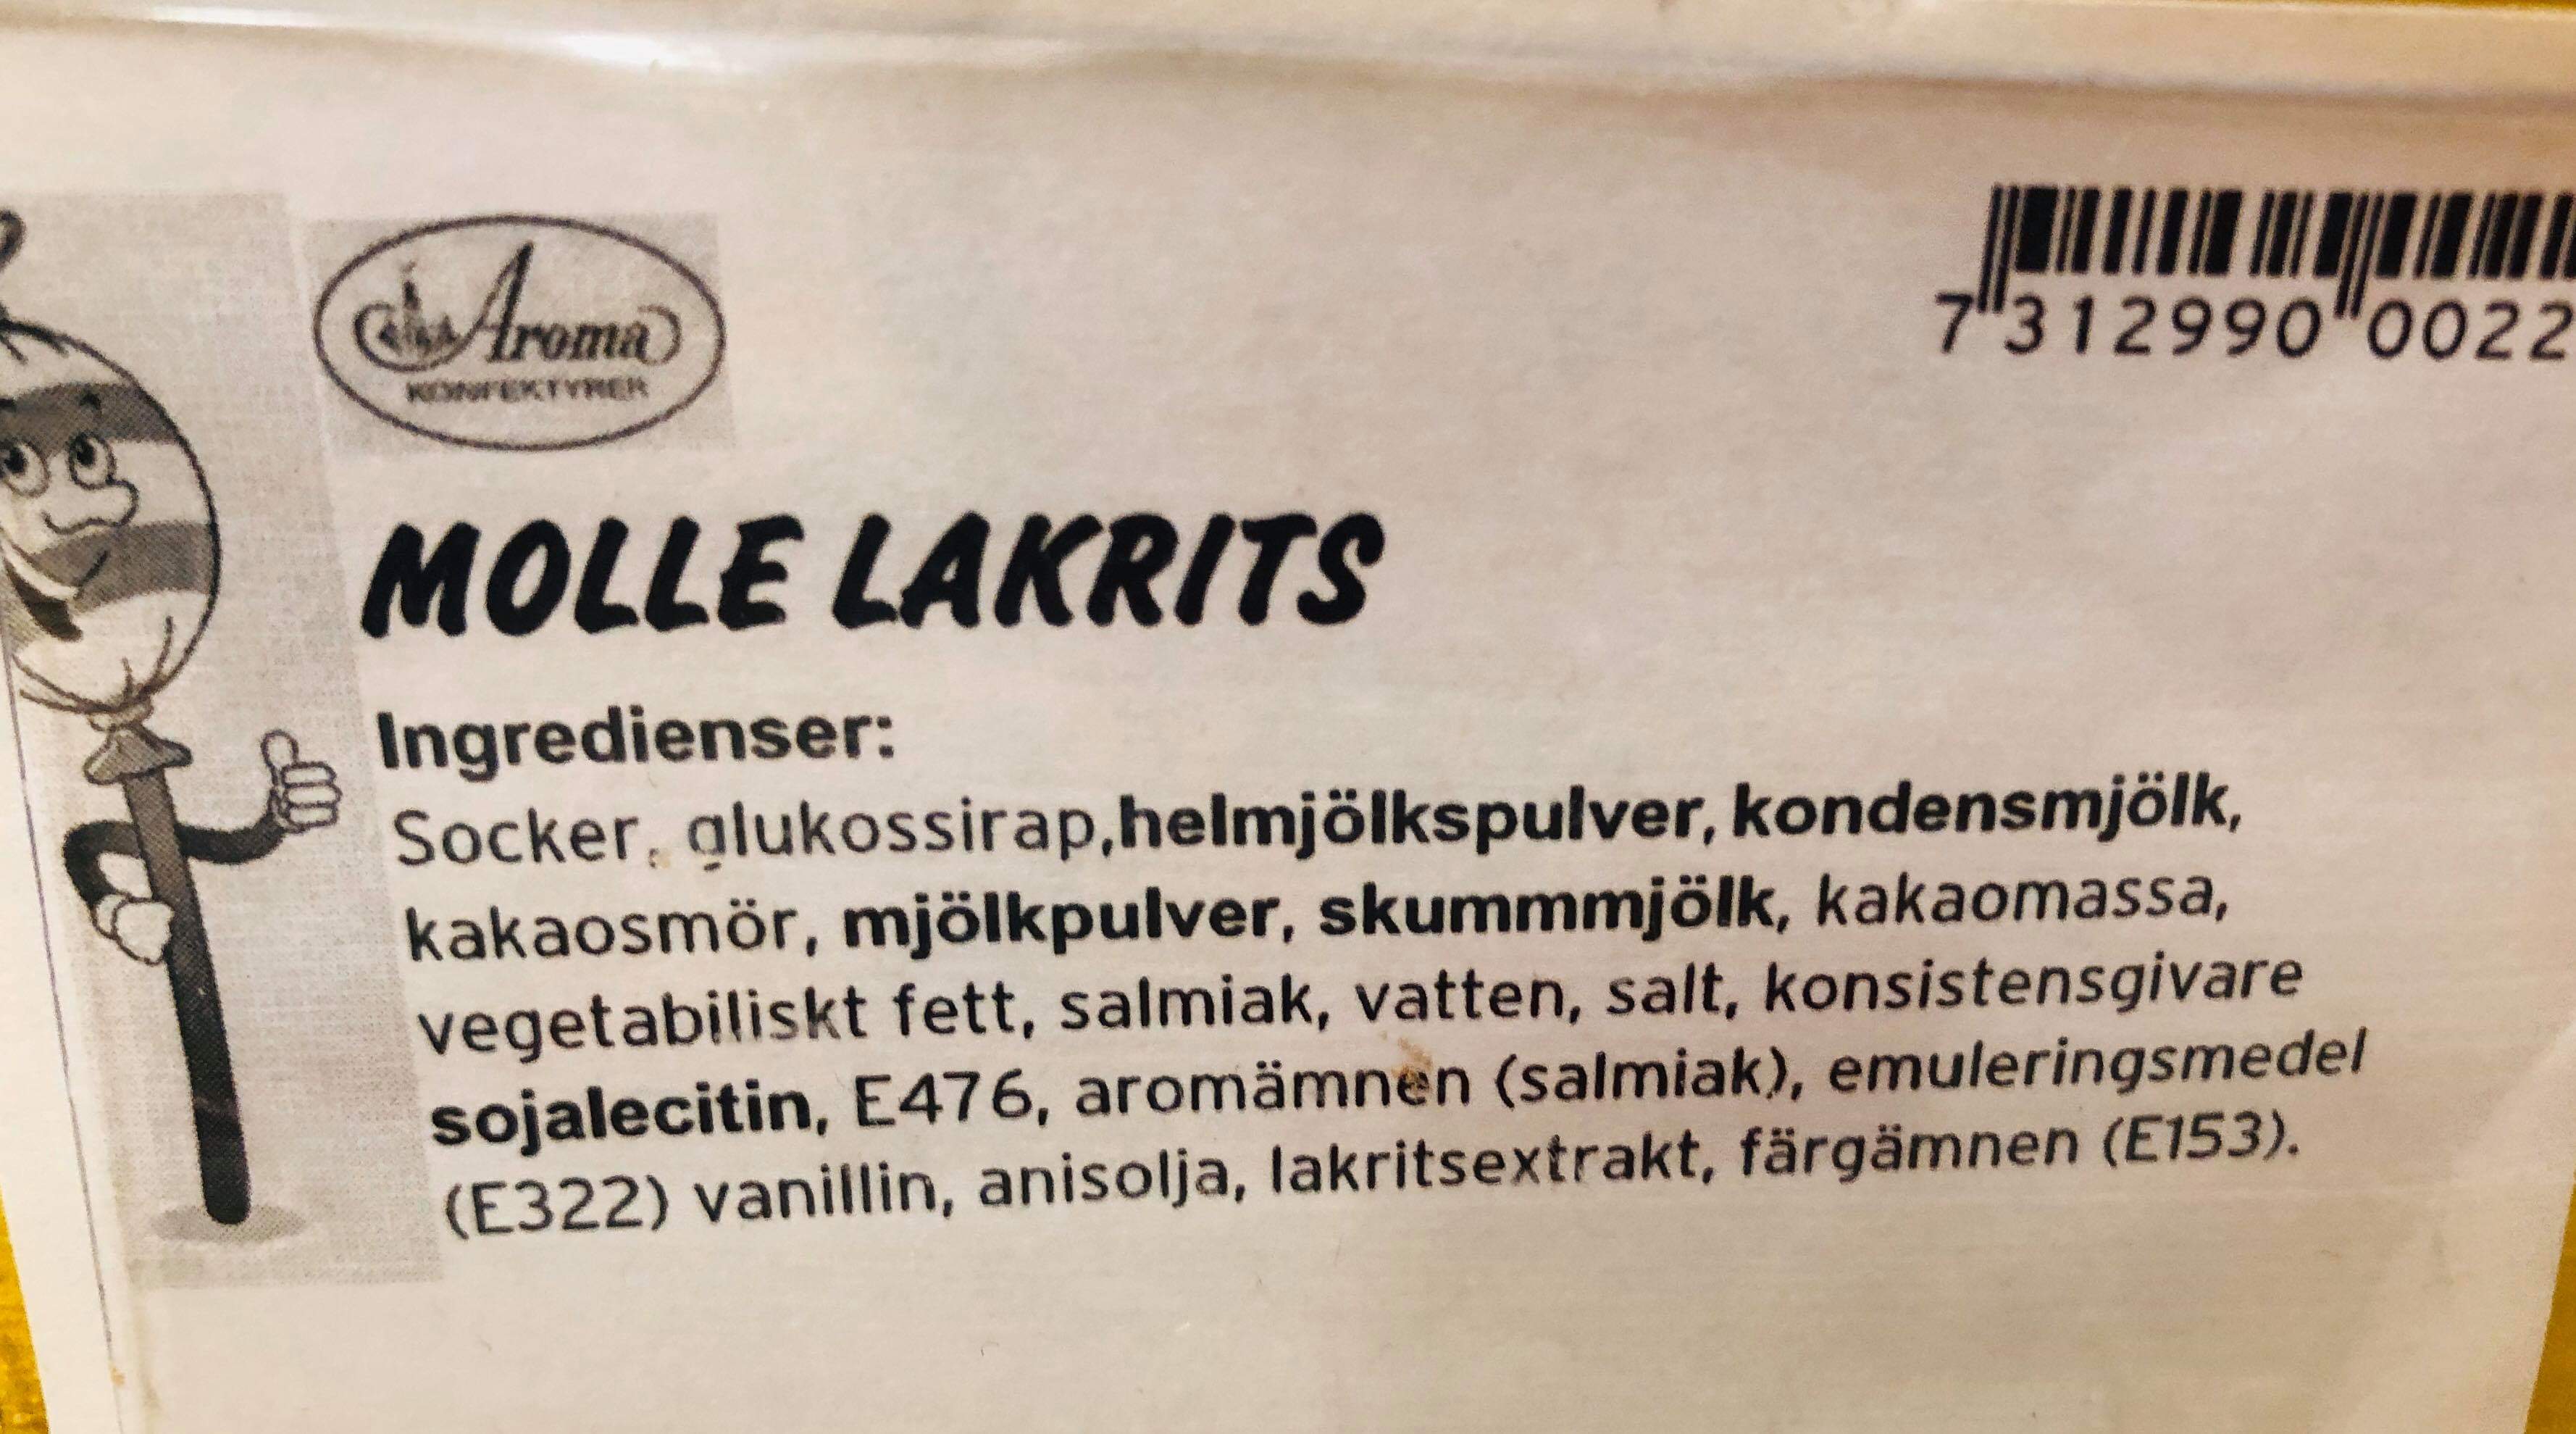 Aroma
KONFEKTYRER
7 312990 0022
MOLLE LAKRITS
Ingredienser:
Socker, glukossirap,helmjölkspulver, kondensmjölk,
kakaosmör, mjölkpulver, skummmjölk, kakaomassa,
vegetabiliskt fett, salmiak, vatten, salt, konsistensgivare
sojalecitin, E476, aromämnen (salmiak), emuleringsmedel
(E322) vanillin, anisolja, lakritsextrakt, färgämnen (E153).